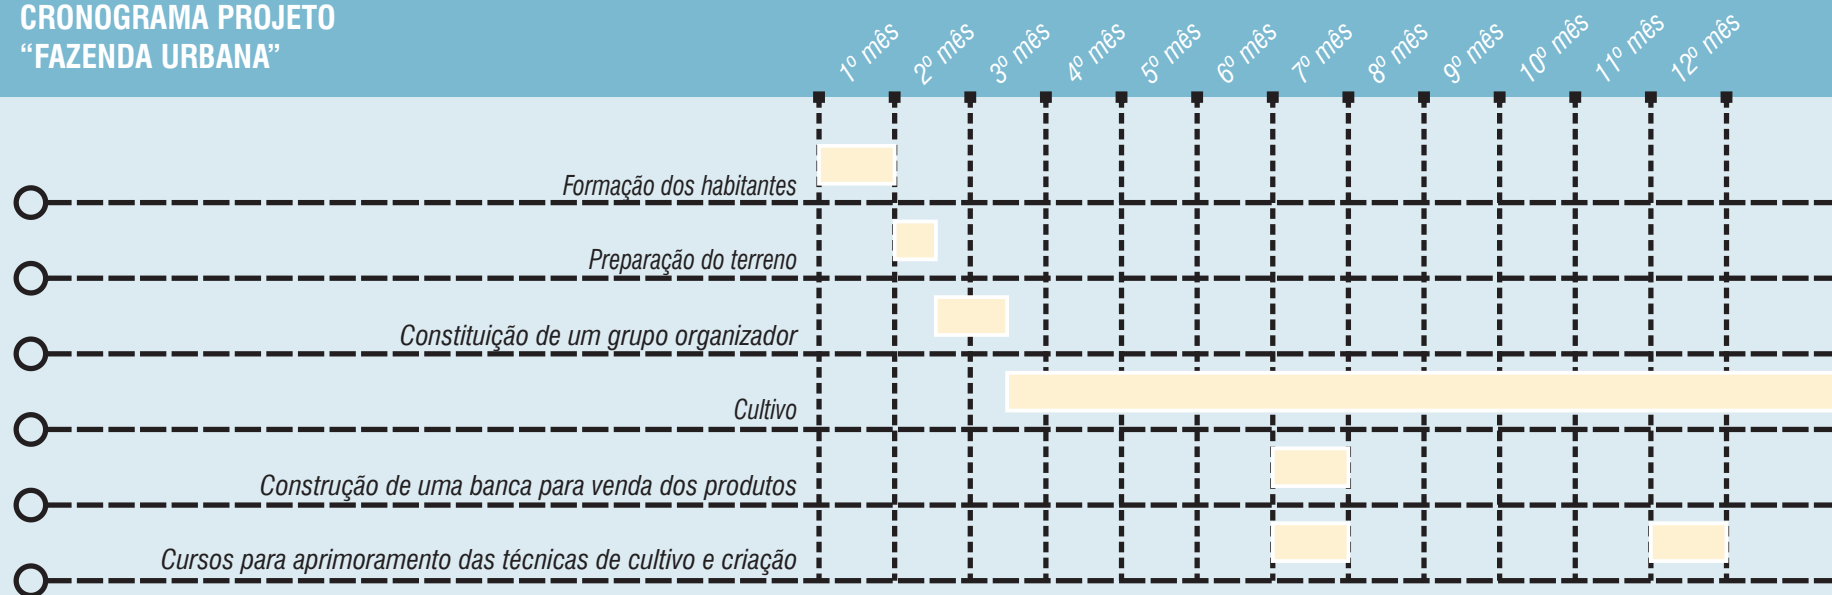 CRONOGRAMA PROJETO
“FAZENDA URBANA”
1º mês
2º mês
3º mês
4º mês
5º mês
6º mês
7º mês
8º mês
9º mês
10º mês
11º mês
12º mês
Formação dos habitantes
Preparação do terreno
Constituição de um grupo organizador
Cultivo
Construção de uma banca para venda dos produtos
Cursos para aprimoramento das técnicas de cultivo e criação